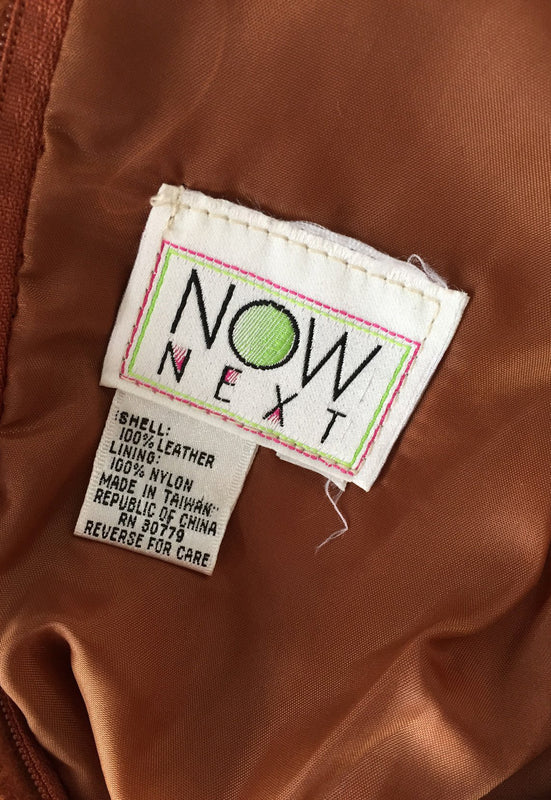 NOW
NEXT
SHELL:
100% LEATHER
LINING:
100% NYLON
MADE IN TAIWAN
REPUBLIC OF CHINA
RN 30779
REVERSE FOR CARE